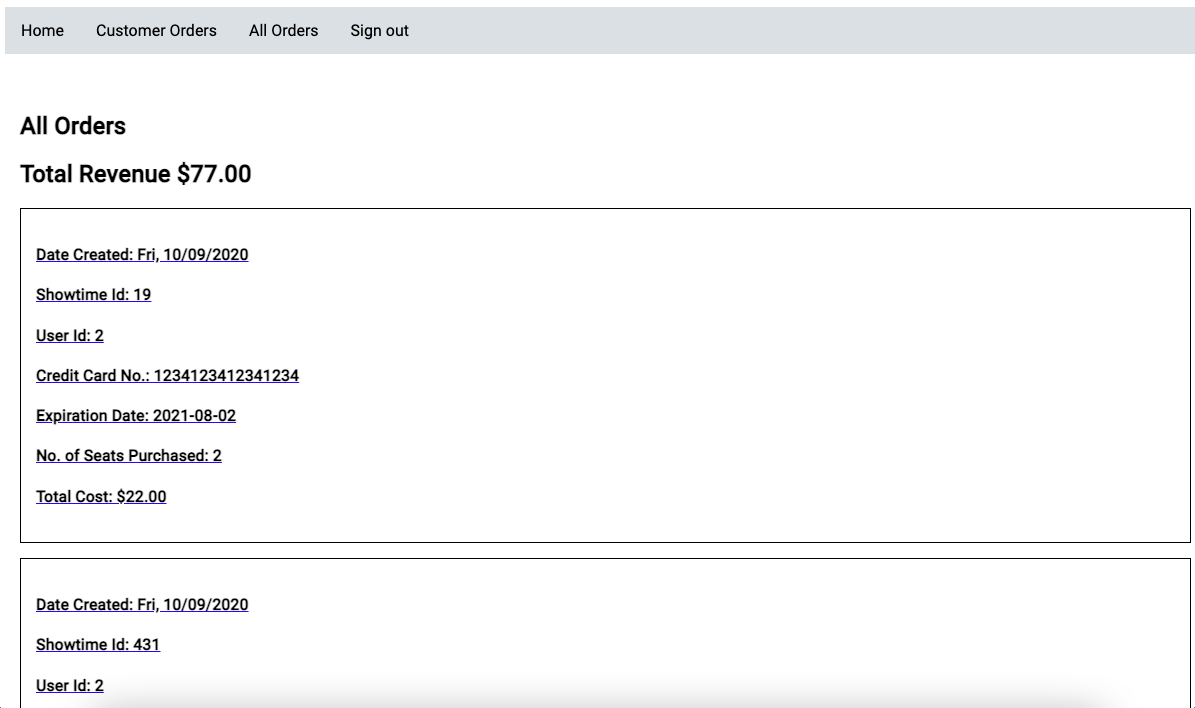 Home Customer Orders All Orders Sign out
All Orders
Total Revenue $77.00
Date Created: Fri, 10/09/2020
Showtime Id: 19
User Id: 2
Credit Card No.: 1234123412341234
Expiration Date: 2021-08-02
No. of Seats Purchased: 2
Total Cost: $22.00
Date Created: Fri, 10/09/2020
Showtime Id: 431
User Id: 2